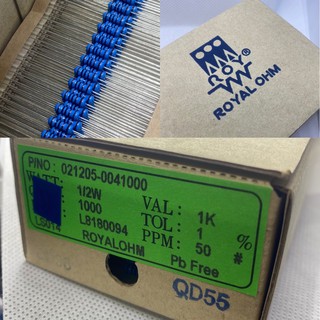 ROY
ROYAL OHM
P/NO : 021205-0041000
WATT: 1/2W VAL : 1K
1000 TOL : 1 %
L8180094 PPM : 50 #
ROYALOHM Pb Free
QD55